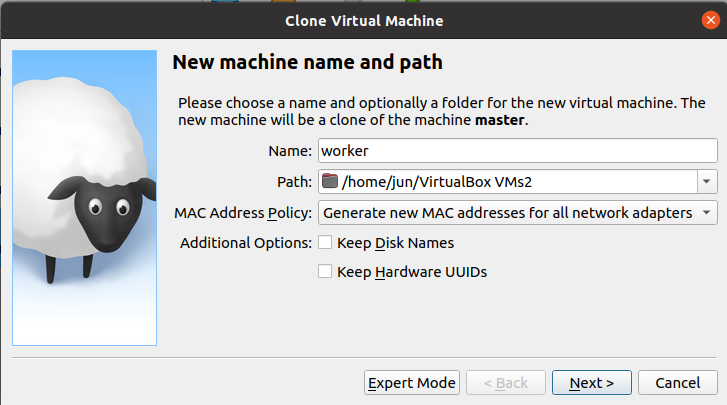 Clone Virtual Machine
New machine name and path
Please choose a name and optionally a folder for the new virtual machine. The
new machine will be a clone of the machine master.
Name: worker
Path: /home/jun/VirtualBox VMs2
MAC Address Policy: Generate new MAC addresses for all network adapters
Additional Options: Keep Disk Names
Keep Hardware UUIDs
Expert Mode < Back Next > Cancel